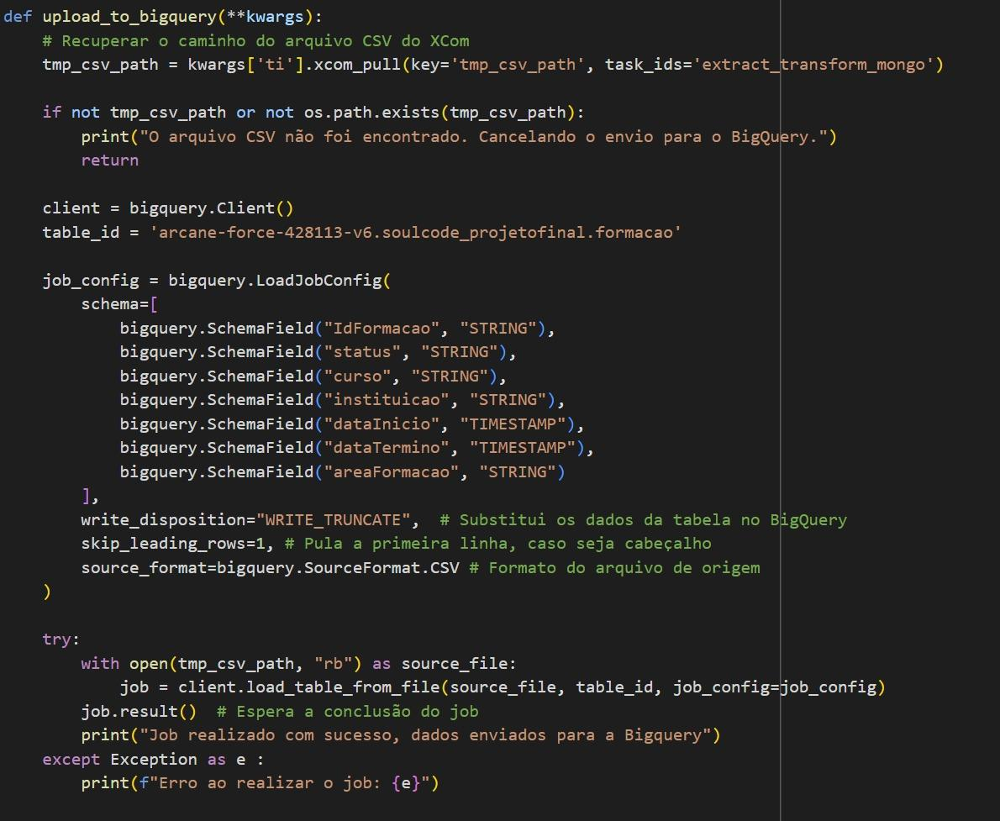 def upload_to_bigquery(**kwargs):
    # Recuperar o caminho do arquivo CSV do XCom
    tmp_csv_path = kwargs['ti'].xcom_pull(key='tmp_csv_path', task_ids='extract_transform_mongo')

    if not tmp_csv_path or not os.path.exists(tmp_csv_path):
        print("O arquivo CSV não foi encontrado. Cancelando o envio para o BigQuery.")
        return

    client = bigquery.Client()
    table_id = 'arcane-force-428113-v6.soulcode_projetofinal.formacao'

    job_config = bigquery.LoadJobConfig(
        schema=[
            bigquery.SchemaField("IdFormacao", "STRING"),
            bigquery.SchemaField("status", "STRING"),
            bigquery.SchemaField("curso", "STRING"),
            bigquery.SchemaField("instituicao", "STRING"),
            bigquery.SchemaField("dataInicio", "TIMESTAMP"),
            bigquery.SchemaField("dataTermino", "TIMESTAMP"),
            bigquery.SchemaField("areaFormacao", "STRING")
        ],
        write_disposition="WRITE_TRUNCATE",  # Substitui os dados da tabela no BigQuery
        skip_leading_rows=1, # Pula a primeira linha, caso seja cabeçalho
        source_format=bigquery.SourceFormat.CSV # Formato do arquivo de origem
    )

    try:
        with open(tmp_csv_path, "rb") as source_file:
            job = client.load_table_from_file(source_file, table_id, job_config=job_config)
        job.result()  # Espera a conclusão do job
        print("Job realizado com sucesso, dados enviados para a Bigquery")
    except Exception as e :
        print(f"Erro ao realizar o job: {e}")